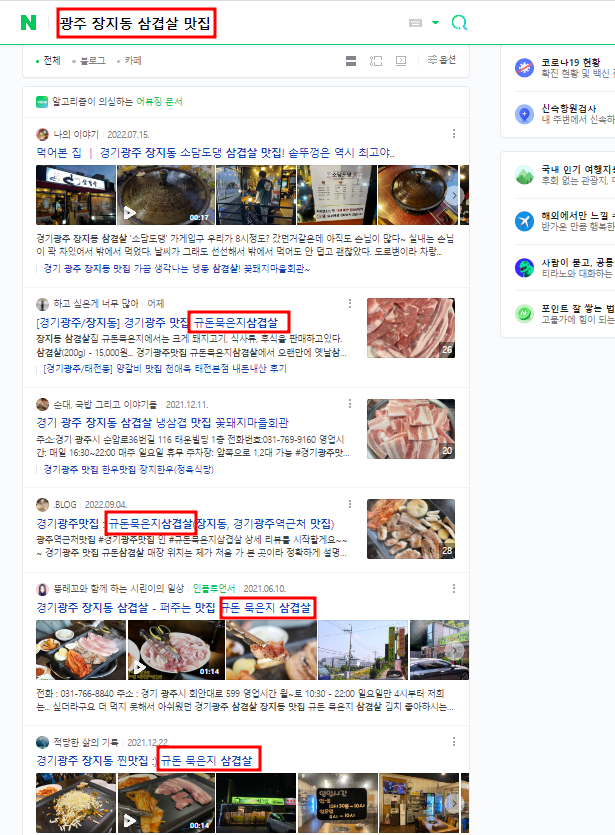 N 광주 장지동 삼겹살 맛집
전체 블로그 카페 옵션
알고리즘이 의심하는 어뷰징 문서
나의 이야기 2022.07.15.
먹어본 집 | 경기광주 장지동 소담도댕 삼겹살 맛집! 솥뚜껑은 역시 최고야..
00:17
경기광주 장지동 삼겹살 '소담도댕' 가게입구 우리가 8시정도? 갔던거같은데 아직도 손님이 많다~ 실내는 손님
이 꽉 차있어서 밖에서 먹었다. 날씨가 그래도 선선해서 밖에서 먹어도 안 덥고 괜찮았다. 도로변이라 차량...
경기 광주 장지동 맛집 가끔 생각나는 냉동 삼겹살! 꽃돼지마을회관~
하고 싶은게 너무 많아 어제
[경기광주/장지동] 경기광주 맛집 규돈묵은지삼겹살
장지동 삼겹살집 규돈묵은지에서는 크게 돼지고기, 식사류, 후식을 판매하고있다.
삼겹살(200g) - 15,000원... 경기광주맛집 규돈묵은지삼겹살에서 오랜만에 옛날삼...
[경기광주/태전동] 양갈비 맛집 천애옥 태전본점 내돈내산 후기
26
순대, 국밥 그리고 이야기들 2021.12.11.
경기 광주 장지동 삼겹살 냉삼겹 맛집 꽃돼지마을회관
주소:경기 광주시 순암로36번길 116 태운빌딩 1층 전화번호:031-769-9160 영업시
간: 매일 16:30~22:00 매주 일요일 휴무 주차장: 앞쪽으로 1,2대 가능 #경기광주맛...
경기광주 맛집 한우맛집 장지한우(정육식당)
20
.BLOG 2022.09.04.
경기광주맛집 : 규돈묵은지삼겹살(장지동, 경기광주역근처 맛집)
광주역근처맛집 #경기광주맛집 인 #규돈묵은지삼겹살 상세 리뷰를 시작할게요~~
~ 경기광주 맛집 규돈삼겹살 매장 위치는 제가 처음 가 본 곳이라 정확하게 설명...
28
뚱레꼬와 함께 하는 시린이의 일상 인플루언서 2021.06.10.
경기광주 장지동 삼겹살 - 퍼주는 맛집 규돈 묵은지 삼겹살
01:14
전화 : 031-766-8840 주소 : 경기 광주시 회안대로 599 영업시간 월~토 10:30 - 22:00 일요일만 4시부터 저희
는... 싶더라구요 더 먹지 못해서 아쉬웠던 경기광주 삼겹살 장지동 맛집 규돈 묵은지 삼겹살 김치 좋아하시는...
적당한 삶의 기록 2021.12.22.
경기광주 장지동 찐맛집 :) 규돈 묵은지 삼겹살
00:14
영업시간
코로나19 현황
확진 현황 및 백신
신속항원검사
내 주변에서 신속하
국내 인기 여행지
후회 없는 관광지,
해외에서만 느낄
반가운 만큼 행복한
사람이 묻고, 공룡
티라노와 대화하는
포인트 잘 쌓는 법
고물가에 힘이 되는